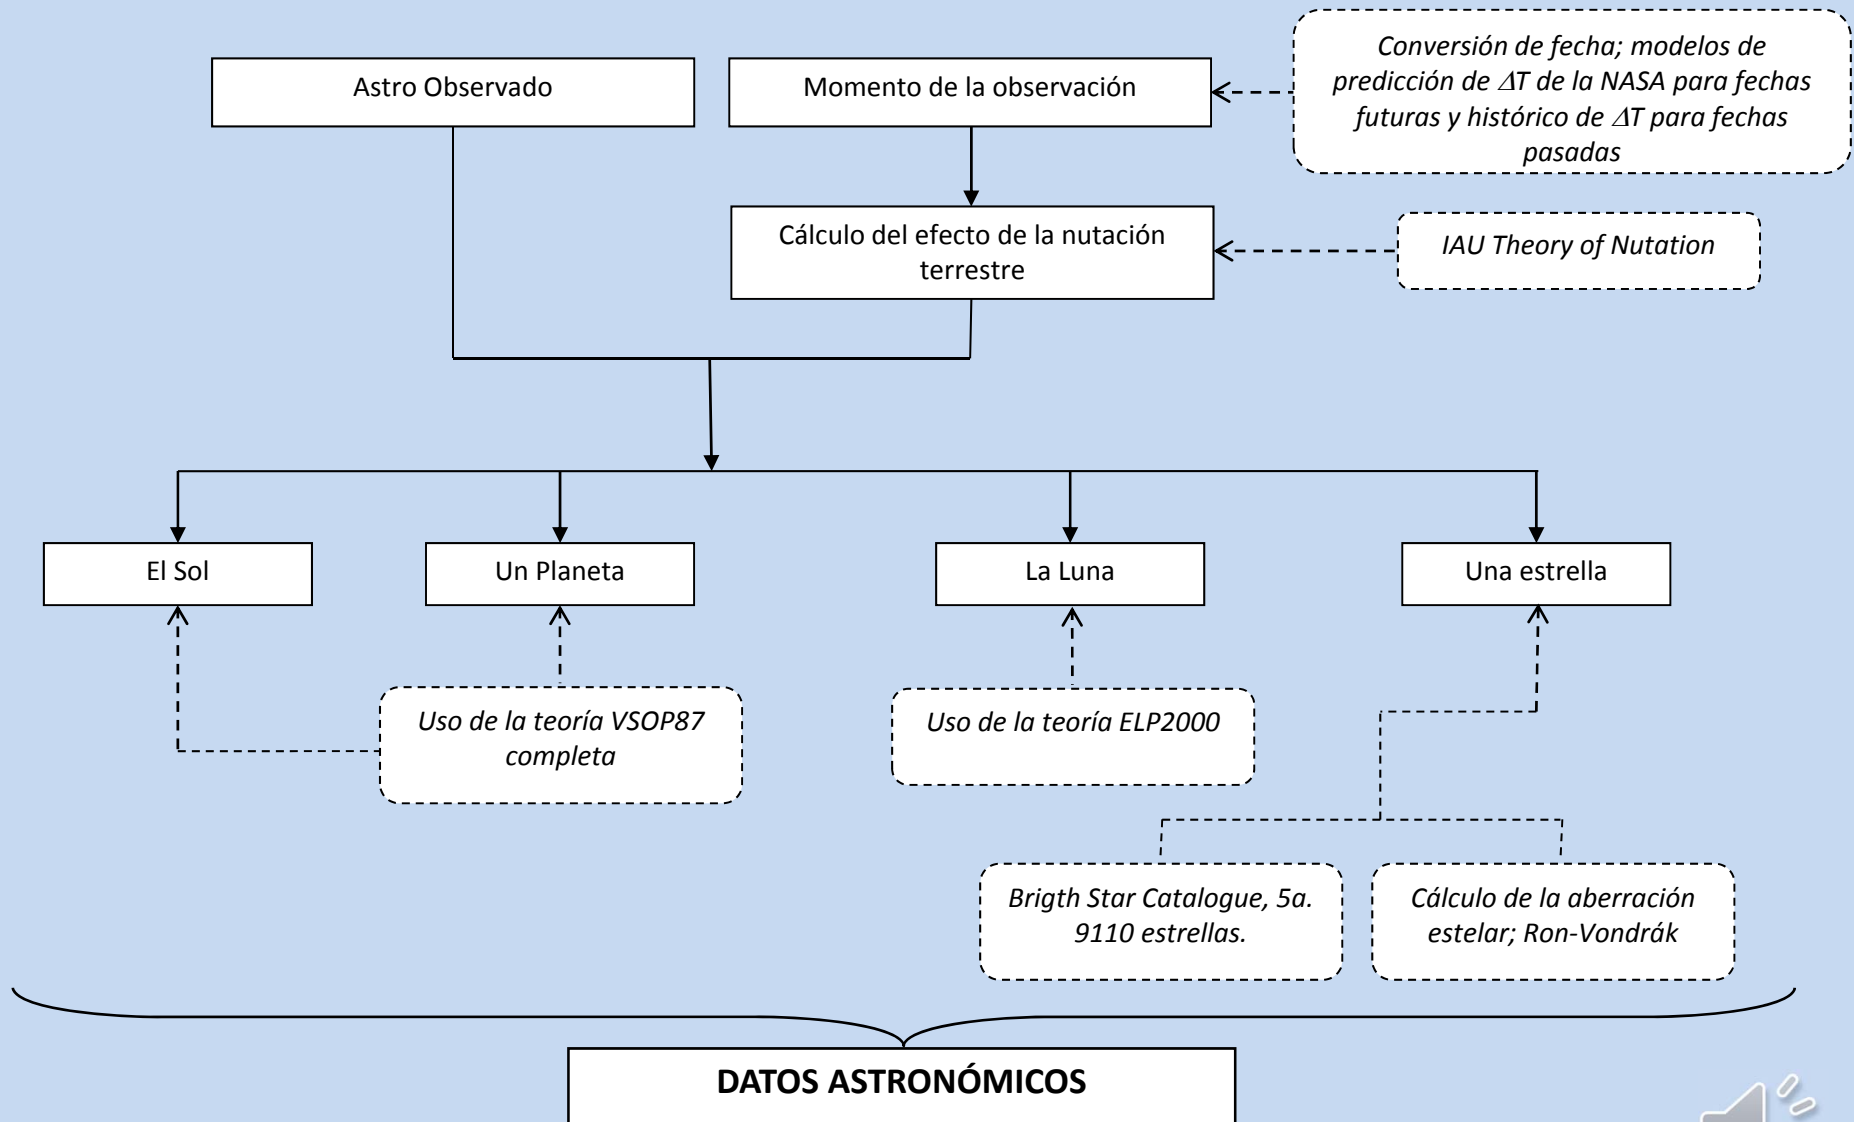 Astro Observado
Momento de la observación
Conversión de fecha; modelos de
predicción de ΔT de la NASA para fechas
futuras y histórico de ΔT para fechas
pasadas
Cálculo del efecto de la nutación
terrestre
IAU Theory of Nutation
El Sol
Un Planeta
La Luna
Una estrella
Uso de la teoría VSOP87
completa
Uso de la teoría ELP2000
Brigth Star Catalogue, 5a.
9110 estrellas.
Cálculo de la aberración
estelar; Ron-Vondrák
DATOS ASTRONÓMICOS